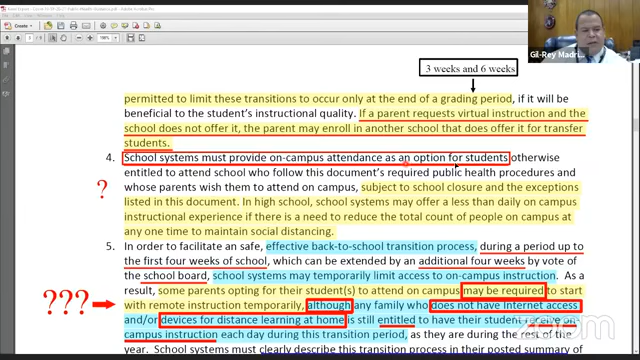 Gil-Rey Madri...
3 weeks and 6 weeks
permitted to limit these transitions to occur only at the end of a grading period, if it will be
beneficial to the student's instructional quality. If a parent requests virtual instruction and the
school does not offer it, the parent may enroll in another school that does offer it for transfer
students.
4. School systems must provide on-campus attendance as an option for students otherwise
entitled to attend school who follow this document's required public health procedures and
?
whose parents wish them to attend on campus, subject to school closure and the exceptions
listed in this document. In high school, school systems may offer a less than daily on-campus
instructional experience if there is a need to reduce the total count of people on campus at
any one time to maintain social distancing.
5. In order to facilitate an safe, effective back-to-school transition process, during a period up to
the first four weeks of school, which can be extended by an additional four weeks by vote of
the school board, school systems may temporarily limit access to on-campus instruction. As a
result, some parents opting for their student(s) to attend on campus may be required to start
??? with remote instruction temporarily, although any family who does not have Internet access
and/or devices for distance learning at home is still entitled to have their student receive on-
campus instruction each day during this transition period, as they are during the rest of the
year. School systems must clearly describe this transition process in their posted summary of
LIVE